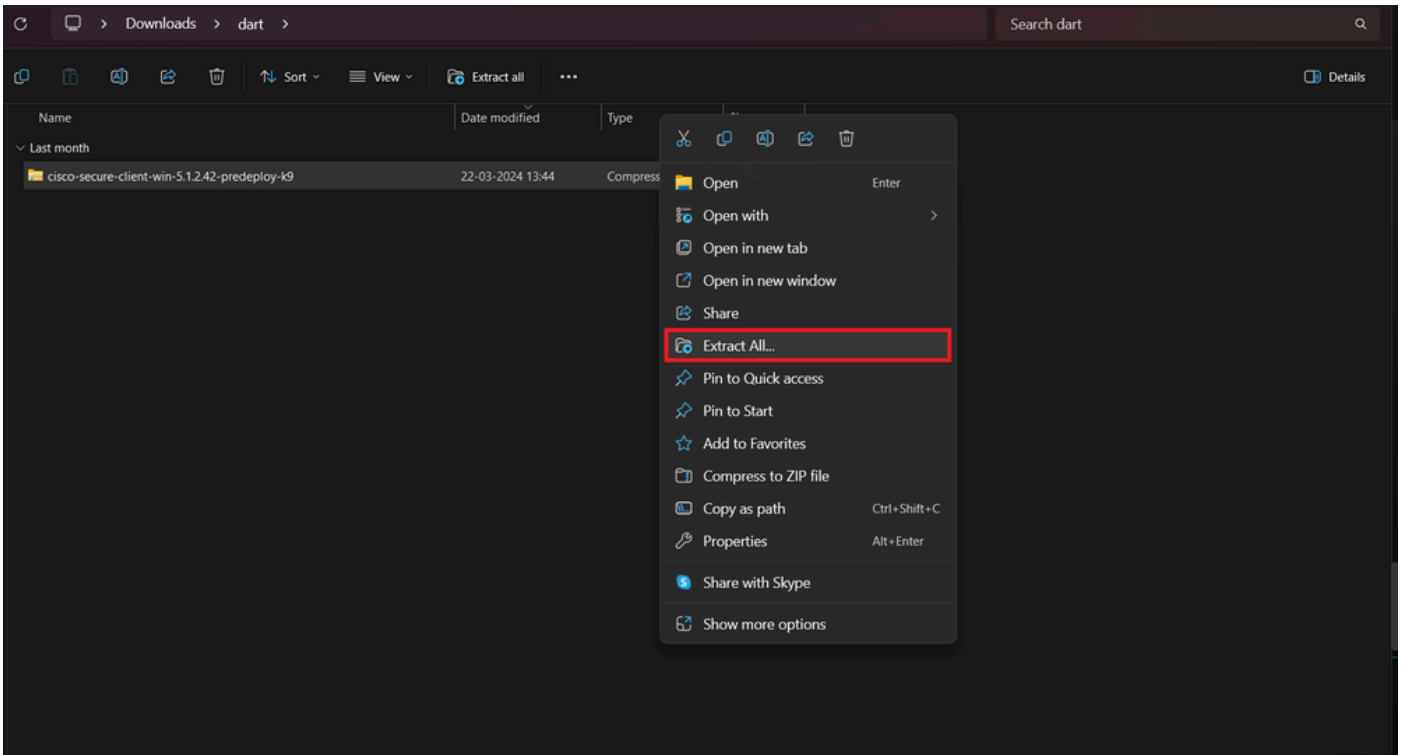 Downloads > dart >
Search dart
Sort
View
Extract all
Details
Name
Date modified
Type
Last month
cisco-secure-client-win-5.1.2.42-predeploy-k9
22-03-2024 13:44
Compress
Open Enter
Open with
Open in new tab
Open in new window
Share
Extract All...
Pin to Quick access
Pin to Start
Add to Favorites
Compress to ZIP file
Copy as path Ctrl+Shift+C
Properties Alt+Enter
Share with Skype
Show more options